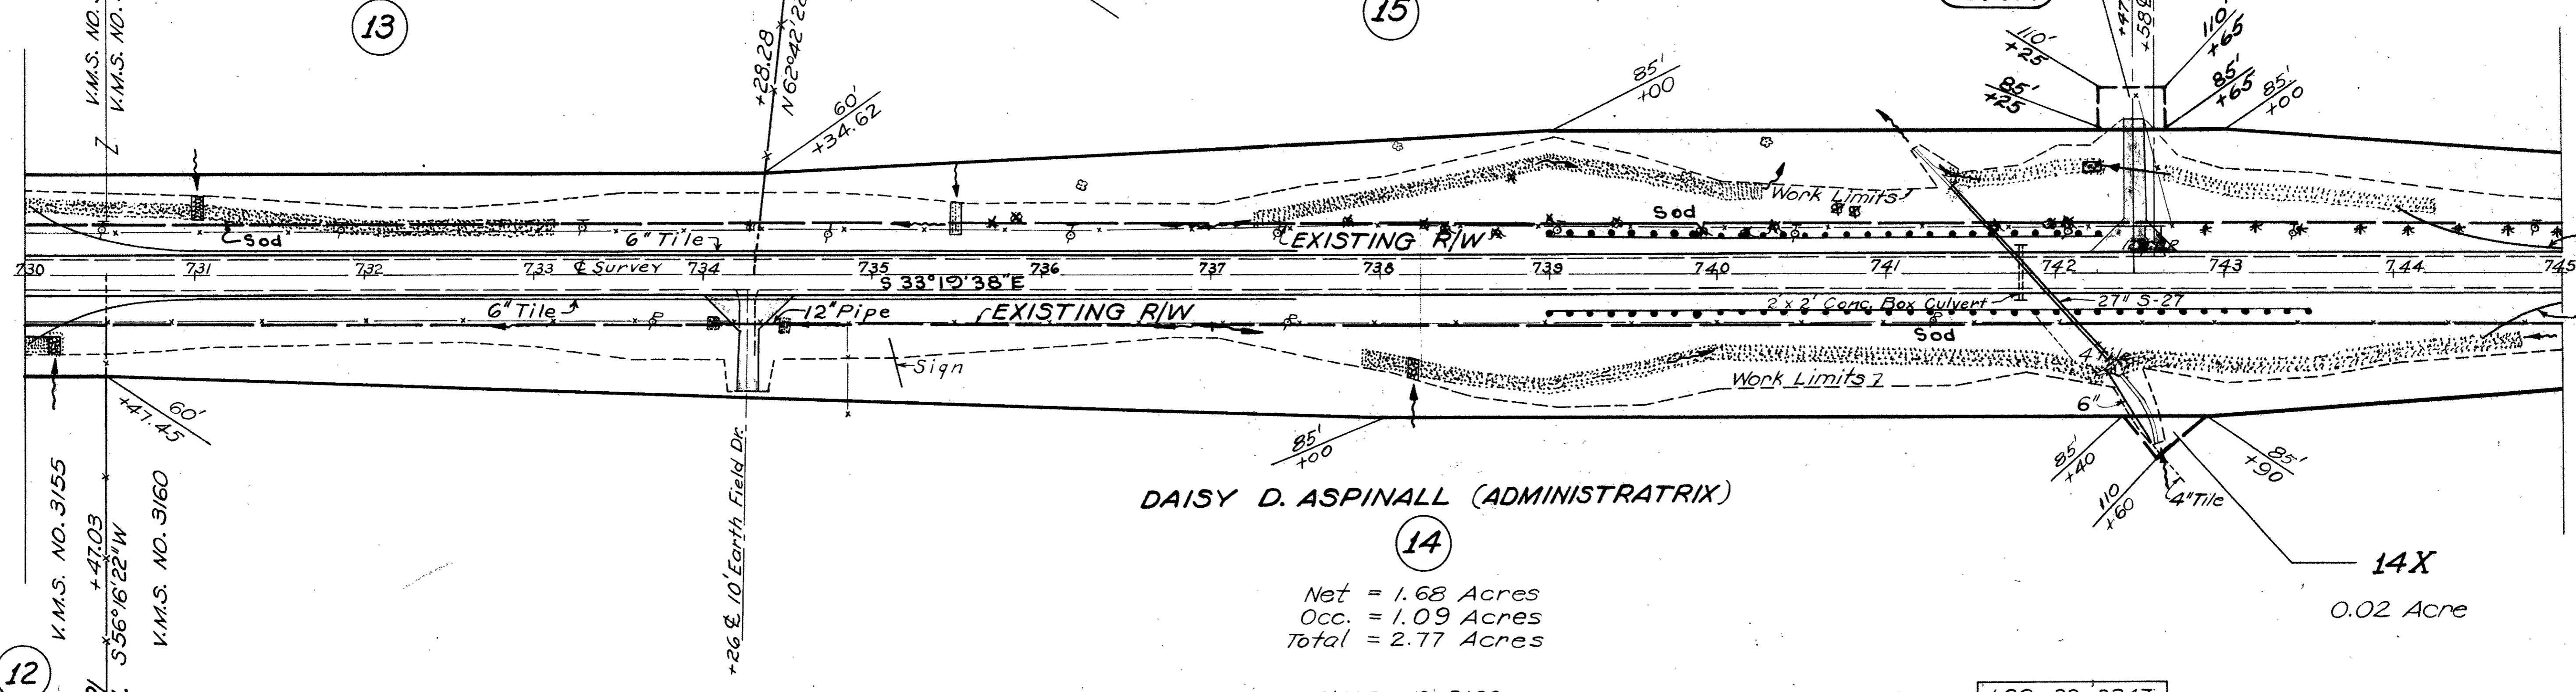 13
15
V.M.S. NO.
V.M.S. NO.
+28.28
N62°42'
60'
+34.62
85'
+00
110-
+25
85'
+25
+47
+58
110-
+65
85'
+65
85'
+00
Work Limits
Sod
Sod
6" Tile
EXISTING R/W
730 731 732 733 ℄ Survey 734 735 736 737 738 739 740 741 742 743 744 745
S 33°19'38"E
6" Tile
12" Pipe
EXISTING R/W
2 x 2' Conc. Box Culvert
27" S-27
Sod
4" Tile
Sign
Work Limits
6"
60'
+47.45
85'
+00
85'
+40
85'
+90
110
+60
4" Tile
V.M.S. NO. 3155
+47.03
S56°16'22"W
V.M.S. NO. 3160
+26 ℄ 10' Earth Field Dr.
DAISY D. ASPINALL (ADMINISTRATRIX)
14
Net = 1.68 Acres
Occ. = 1.09 Acres
Total = 2.77 Acres
14X
0.02 Acre
12